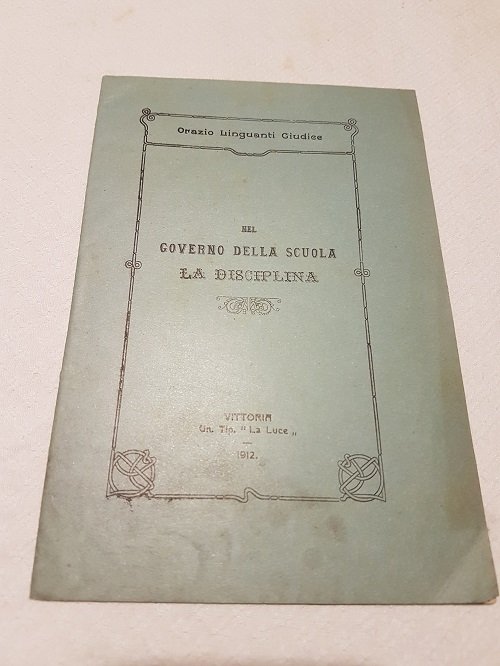 Orazio Linguanti Giudice
NEL
GOVERNO DELLA SCUOLA
LA DISCIPLINA
VITTORIA
Un. Tip. " La Luce „
1912.